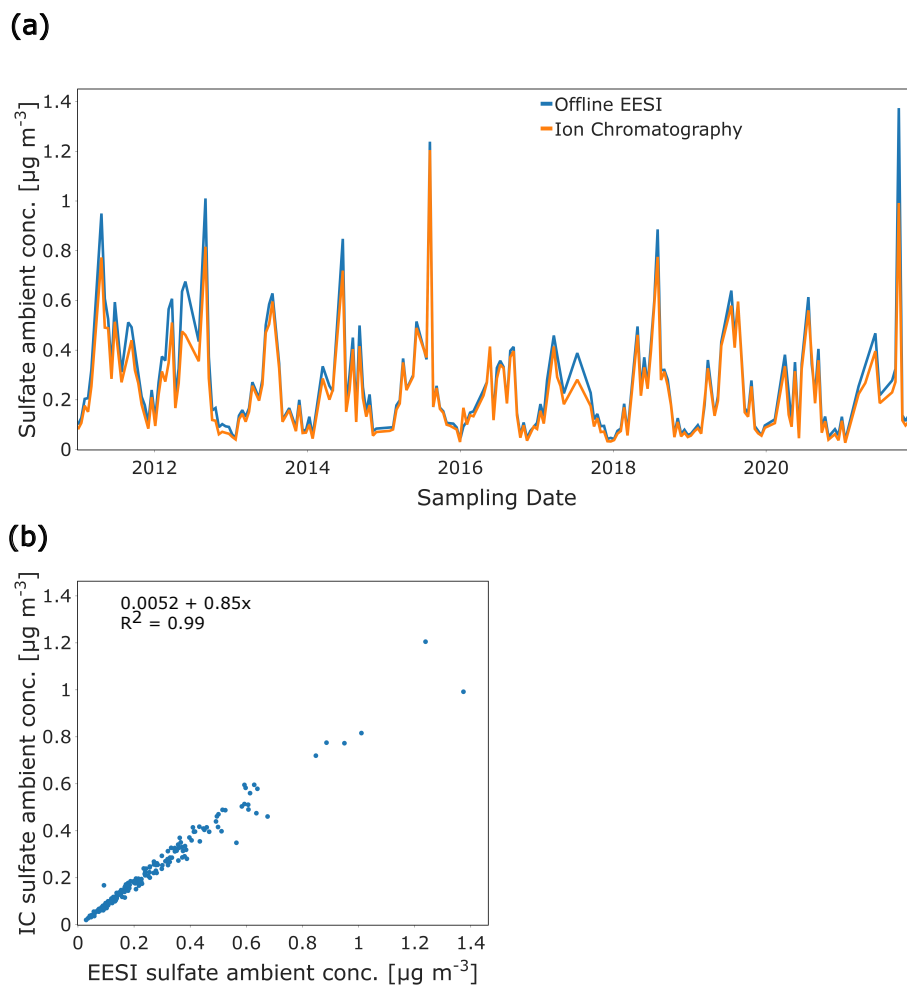 (a)
Sulfate ambient conc. [µg m⁻³]
1.4
1.2
1
0.8
0.6
0.4
0.2
0
Offline EESI
Ion Chromatography
2012
2014
2016
2018
2020
Sampling Date
(b)
IC sulfate ambient conc. [µg m⁻³]
1.4
1.2
1
0.8
0.6
0.4
0.2
0
0.0052 + 0.85x
R² = 0.99
0
0.2
0.4
0.6
0.8
1
1.2
1.4
EESI sulfate ambient conc. [µg m⁻³]